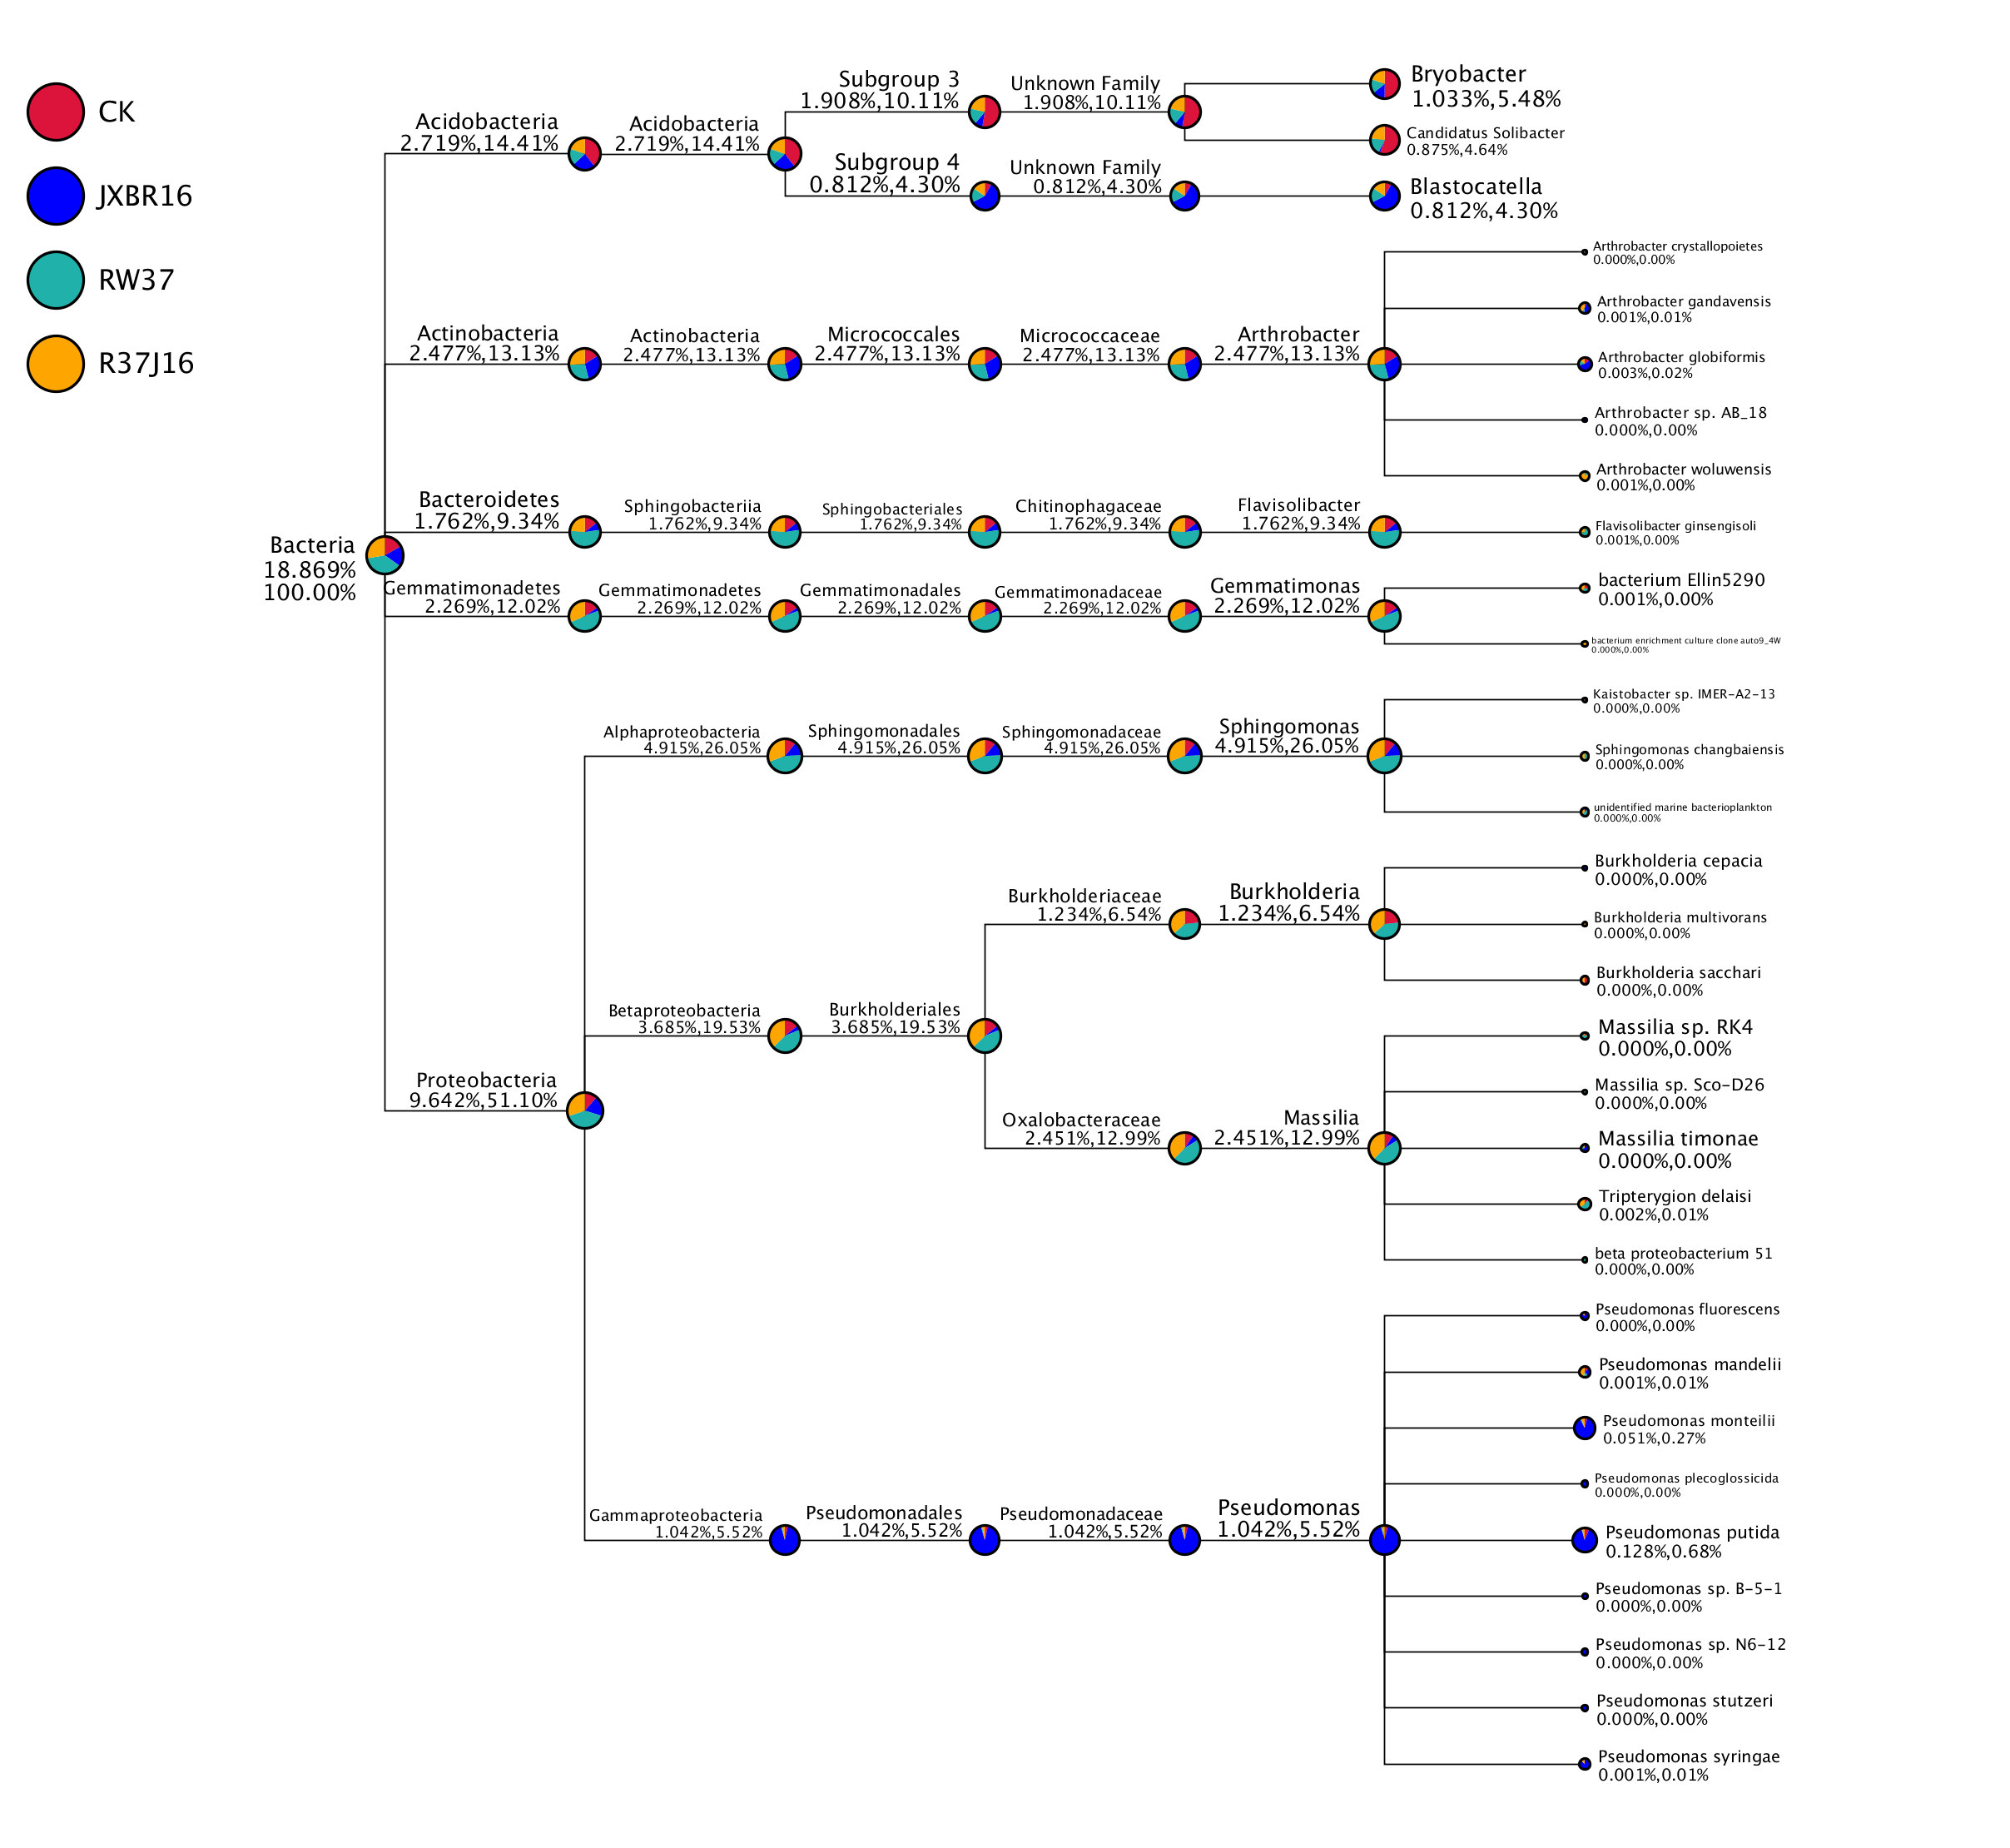 CK
JXBR16
RW37
R37J16
Bacteria
18.869%
100.00%
Acidobacteria
2.719%,14.41%
Acidobacteria
2.719%,14.41%
Subgroup 3
1.908%,10.11%
Unknown Family
1.908%,10.11%
Bryobacter
1.033%,5.48%
Candidatus Solibacter
0.875%,4.64%
Subgroup 4
0.812%,4.30%
Unknown Family
0.812%,4.30%
Blastocatella
0.812%,4.30%
Actinobacteria
2.477%,13.13%
Actinobacteria
2.477%,13.13%
Micrococcales
2.477%,13.13%
Micrococcaceae
2.477%,13.13%
Arthrobacter
2.477%,13.13%
Arthrobacter crystallopoietes
0.000%,0.00%
Arthrobacter gandavensis
0.001%,0.01%
Arthrobacter globiformis
0.003%,0.02%
Arthrobacter sp. AB_18
0.000%,0.00%
Arthrobacter woluwensis
0.001%,0.00%
Bacteroidetes
1.762%,9.34%
Sphingobacteriia
1.762%,9.34%
Sphingobacteriales
1.762%,9.34%
Chitinophagaceae
1.762%,9.34%
Flavisolibacter
1.762%,9.34%
Flavisolibacter ginsengisoli
0.001%,0.00%
Gemmatimonadetes
2.269%,12.02%
Gemmatimonadetes
2.269%,12.02%
Gemmatimonadales
2.269%,12.02%
Gemmatimonadaceae
2.269%,12.02%
Gemmatimonas
2.269%,12.02%
bacterium Ellin5290
0.001%,0.00%
bacterium enrichment culture clone auto9_4W
0.000%,0.00%
Proteobacteria
9.642%,51.10%
Alphaproteobacteria
4.915%,26.05%
Sphingomonadales
4.915%,26.05%
Sphingomonadaceae
4.915%,26.05%
Sphingomonas
4.915%,26.05%
Kaistobacter sp. IMER-A2-13
0.000%,0.00%
Sphingomonas changbaiensis
0.000%,0.00%
unidentified marine bacterioplankton
0.000%,0.00%
Betaproteobacteria
3.685%,19.53%
Burkholderiales
3.685%,19.53%
Burkholderiaceae
1.234%,6.54%
Burkholderia
1.234%,6.54%
Burkholderia cepacia
0.000%,0.00%
Burkholderia multivorans
0.000%,0.00%
Burkholderia sacchari
0.000%,0.00%
Oxalobacteraceae
2.451%,12.99%
Massilia
2.451%,12.99%
Massilia sp. RK4
0.000%,0.00%
Massilia sp. Sco-D26
0.000%,0.00%
Massilia timonae
0.000%,0.00%
Tripterygion delaisi
0.002%,0.01%
beta proteobacterium 51
0.000%,0.00%
Gammaproteobacteria
1.042%,5.52%
Pseudomonadales
1.042%,5.52%
Pseudomonadaceae
1.042%,5.52%
Pseudomonas
1.042%,5.52%
Pseudomonas fluorescens
0.000%,0.00%
Pseudomonas mandelii
0.001%,0.01%
Pseudomonas monteilii
0.051%,0.27%
Pseudomonas plecoglossicida
0.000%,0.00%
Pseudomonas putida
0.128%,0.68%
Pseudomonas sp. B-5-1
0.000%,0.00%
Pseudomonas sp. N6-12
0.000%,0.00%
Pseudomonas stutzeri
0.000%,0.00%
Pseudomonas syringae
0.001%,0.01%